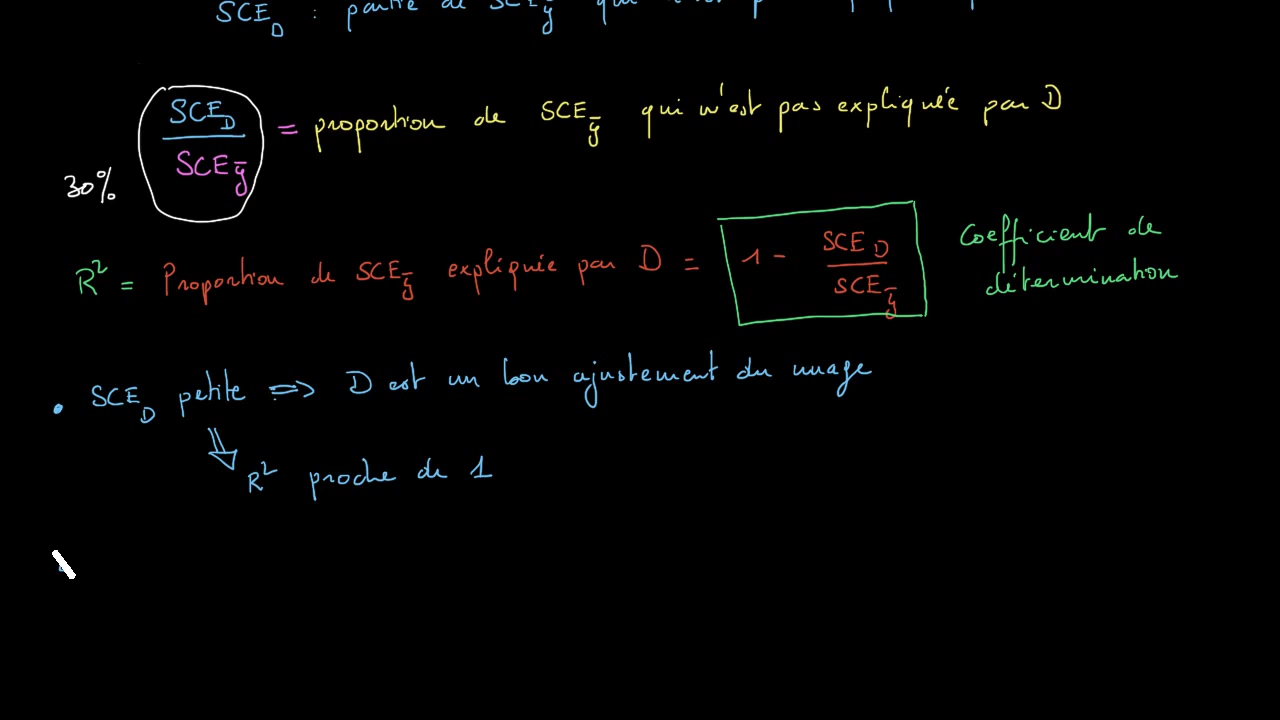 SCE_D : partie de SCE_ȳ
SCE_D / SCE_ȳ = proportion de SCE_ȳ qui n'est pas expliquée par D
30%
R² = Proportion de SCE_ȳ expliquée par D = 1 - SCE_D / SCE_ȳ
Coefficient de
détermination
• SCE_D petite => D est un bon ajustement du nuage
⇓
R² proche de 1